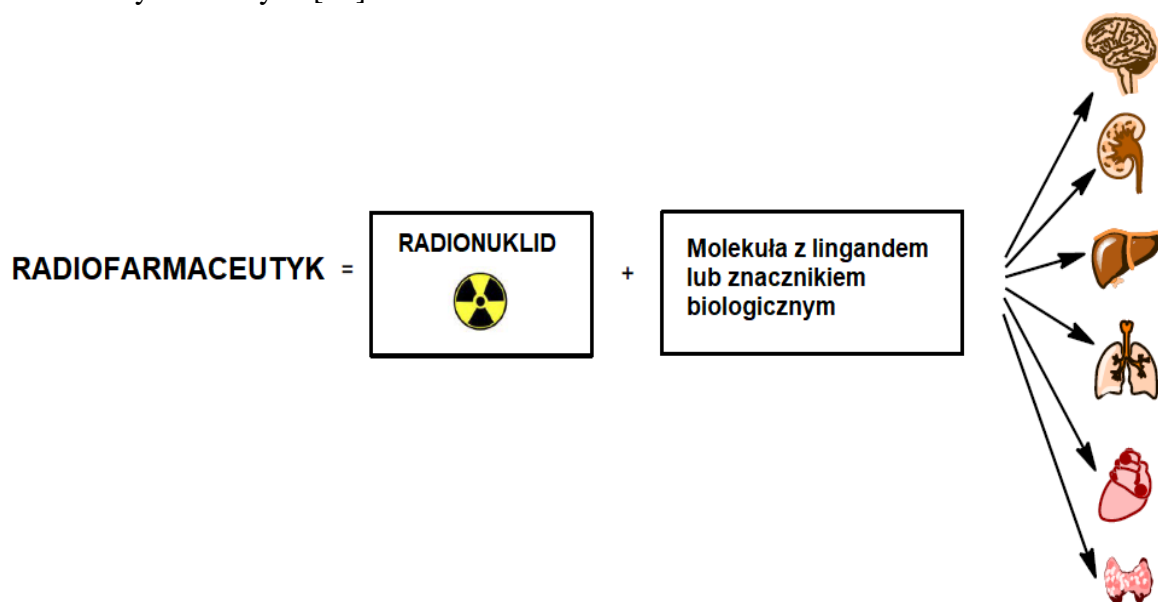 RADIOFARMACEUTYK =
RADIONUKLID
+
Molekuła z lingandem
lub znacznikiem
biologicznym